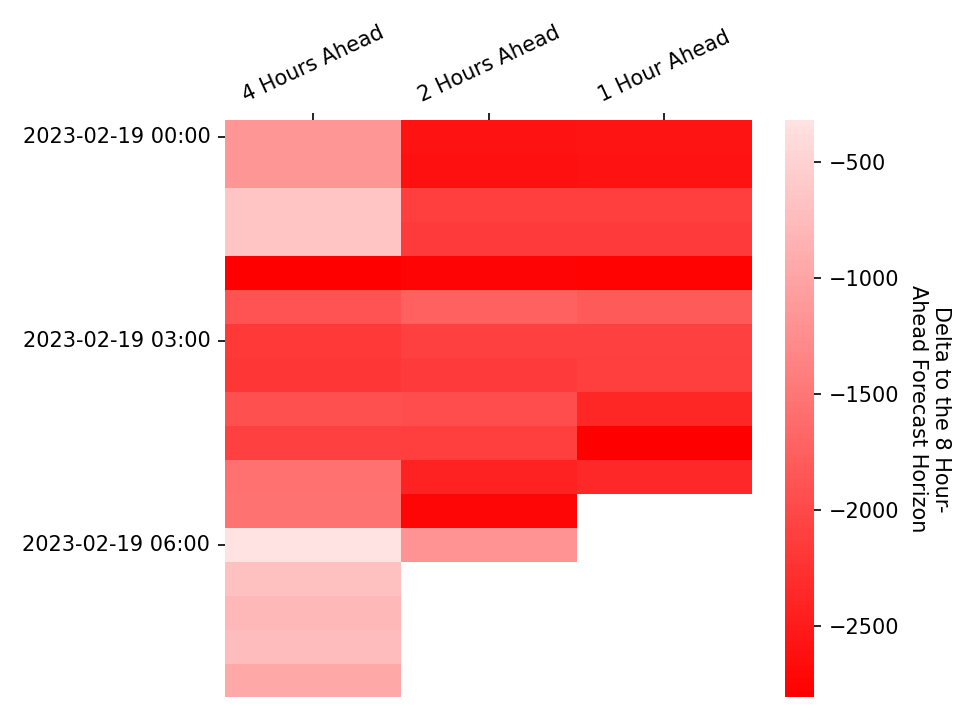 4 Hours Ahead
2 Hours Ahead
1 Hour Ahead
2023-02-19 00:00
2023-02-19 03:00
2023-02-19 06:00
−500
−1000
−1500
−2000
−2500
Delta to the 8 Hour-
Ahead Forecast Horizon